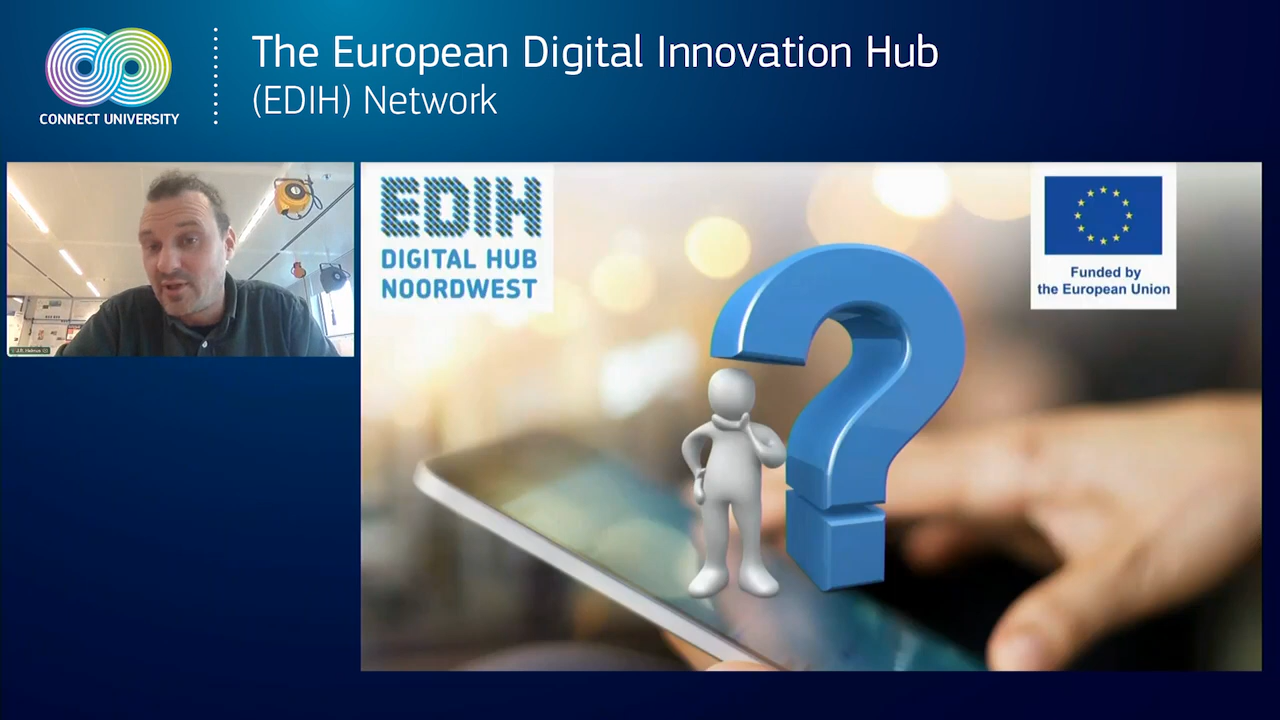 CONNECT UNIVERSITY
The European Digital Innovation Hub
(EDIH) Network
EDIH
DIGITAL HUB
NOORDWEST
Funded by
the European Union